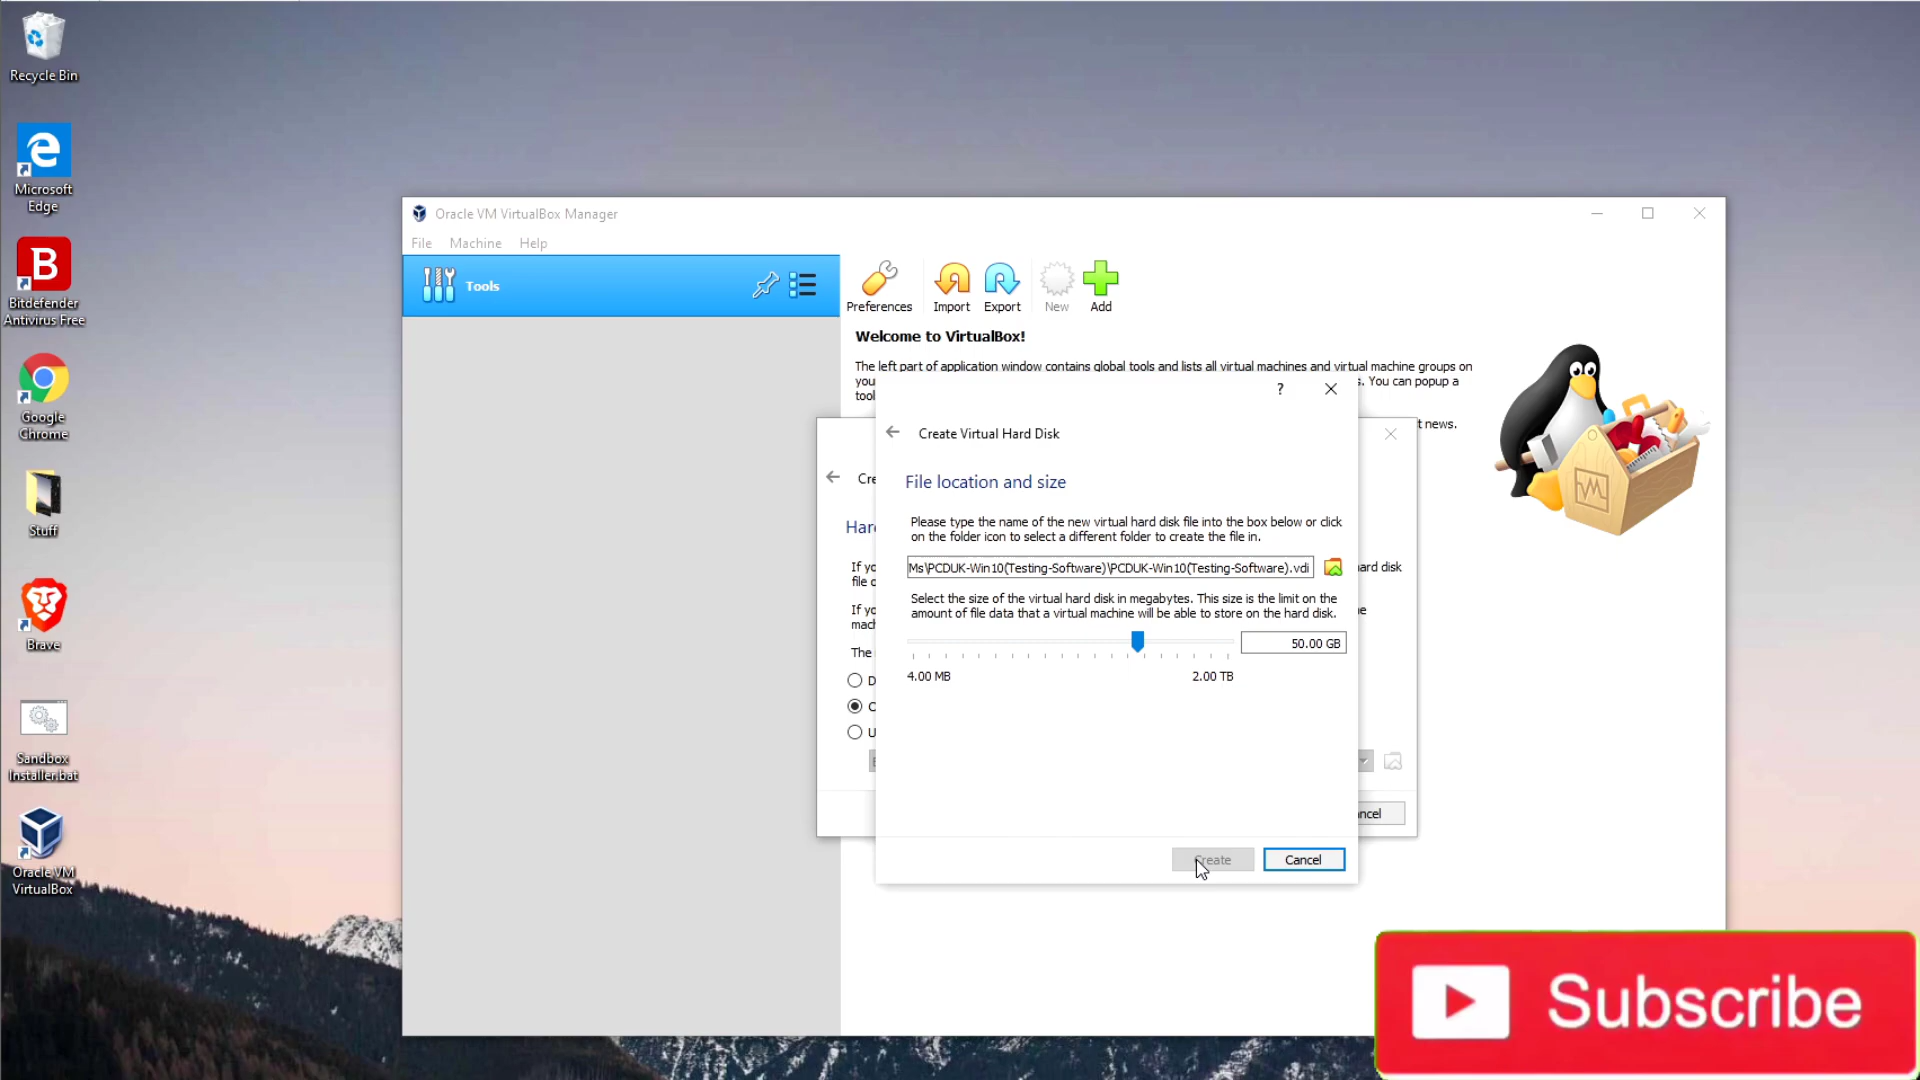 Recycle Bin
Microsoft
Edge
Bitdefender
Antivirus Free
Google
Chrome
Stuff
Brave
Sandbox
Installer.bat
Oracle VM
VirtualBox
Oracle VM VirtualBox Manager
File Machine Help
Tools
Preferences Import Export New Add
Welcome to VirtualBox!
The left part of application window contains global tools and lists all virtual machines and virtual machine groups on
you
s. You can popup a
tool
t news.
Cre
Hard
If yo
ard disk
file o
If yo
e
mach
The
D
C
U
ncel
?
Create Virtual Hard Disk
File location and size
Please type the name of the new virtual hard disk file into the box below or click
on the folder icon to select a different folder to create the file in.
Ms\PCDUK-Win10(Testing-Software)\PCDUK-Win10(Testing-Software).vdi
Select the size of the virtual hard disk in megabytes. This size is the limit on the
amount of file data that a virtual machine will be able to store on the hard disk.
50.00 GB
4.00 MB 2.00 TB
Create Cancel
Subscribe